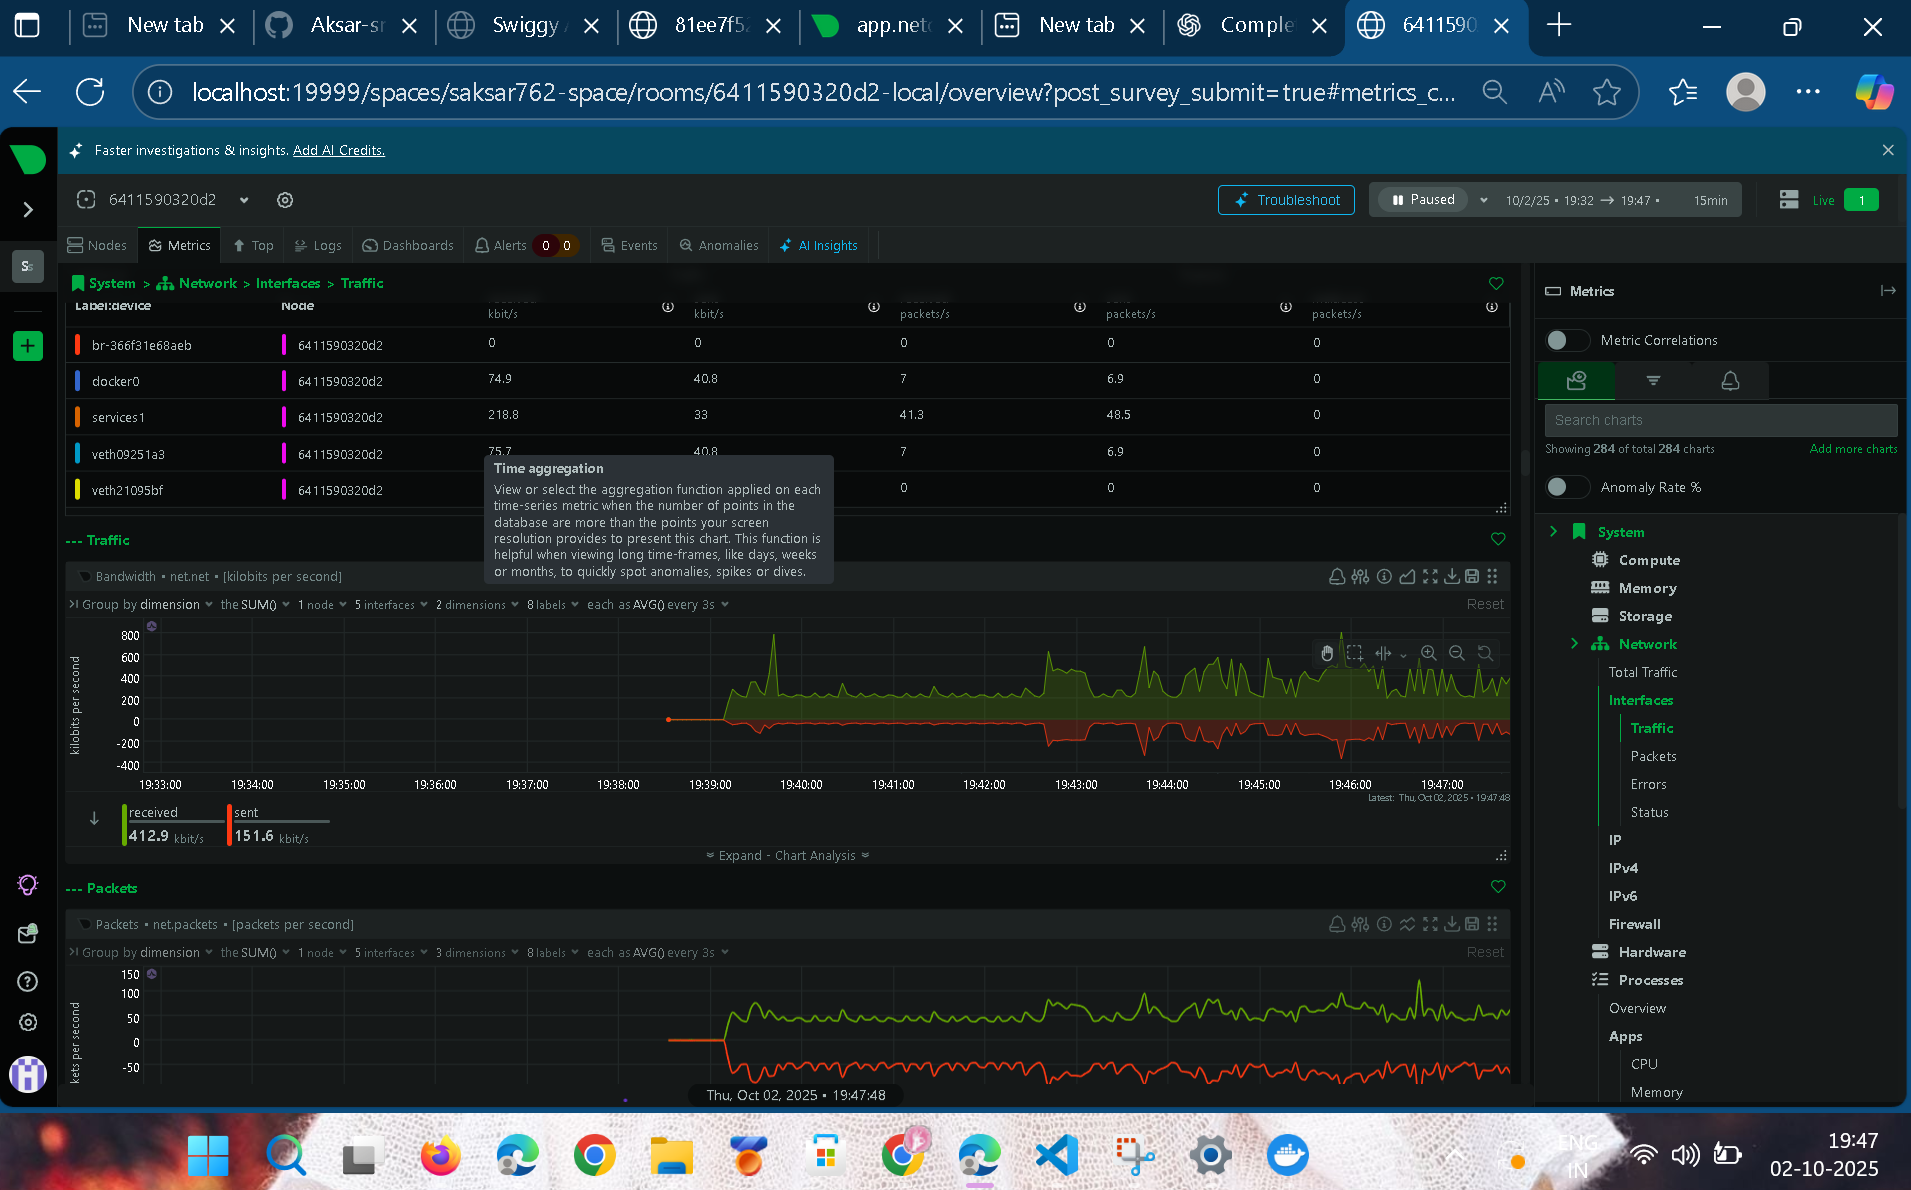 New tab
Aksar-sr
Swiggy
81ee7f52
app.netd
New tab
Comple
6411590
localhost:19999/spaces/saksar762-space/rooms/6411590320d2-local/overview?post_survey_submit=true#metrics_c...
Faster investigations & insights. Add AI Credits.
6411590320d2
Troubleshoot
Paused
10/2/25 • 19:32 → 19:47 •
15min
Live
1
Nodes
Metrics
Top
Logs
Dashboards
Alerts
0
0
Events
Anomalies
AI Insights
Ss
System > Network > Interfaces > Traffic
Label:device
Node
kbit/s
kbit/s
packets/s
packets/s
packets/s
br-366f31e68aeb 6411590320d2 0 0 0 0 0
docker0 6411590320d2 74.9 40.8 7 6.9 0
services1 6411590320d2 218.8 33 41.3 48.5 0
veth09251a3 6411590320d2 75.7 40.8 7 6.9 0
veth21095bf 6411590320d2 0 0 0
Time aggregation
View or select the aggregation function applied on each
time-series metric when the number of points in the
database are more than the points your screen
resolution provides to present this chart. This function is
helpful when viewing long time-frames, like days, weeks
or months, to quickly spot anomalies, spikes or dives.
--- Traffic
Bandwidth • net.net • [kilobits per second]
Group by dimension the SUM() 1 node 5 interfaces 2 dimensions 8 labels each as AVG() every 3s
Reset
kilobits per second
800
600
400
200
0
-200
-400
19:33:00 19:34:00 19:35:00 19:36:00 19:37:00 19:38:00 19:39:00 19:40:00 19:41:00 19:42:00 19:43:00 19:44:00 19:45:00 19:46:00 19:47:00
Latest: Thu, Oct 02, 2025 • 19:47:48
received
412.9 kbit/s
sent
151.6 kbit/s
Expand - Chart Analysis
--- Packets
Packets • net.packets • [packets per second]
Group by dimension the SUM() 1 node 5 interfaces 3 dimensions 8 labels each as AVG() every 3s
Reset
kets per second
150
100
50
0
-50
Thu, Oct 02, 2025 • 19:47:48
Metrics
Metric Correlations
Search charts
Showing 284 of total 284 charts
Add more charts
Anomaly Rate %
System
Compute
Memory
Storage
Network
Total Traffic
Interfaces
Traffic
Packets
Errors
Status
IP
IPv4
IPv6
Firewall
Hardware
Processes
Overview
Apps
CPU
Memory
ENG
IN
19:47
02-10-2025